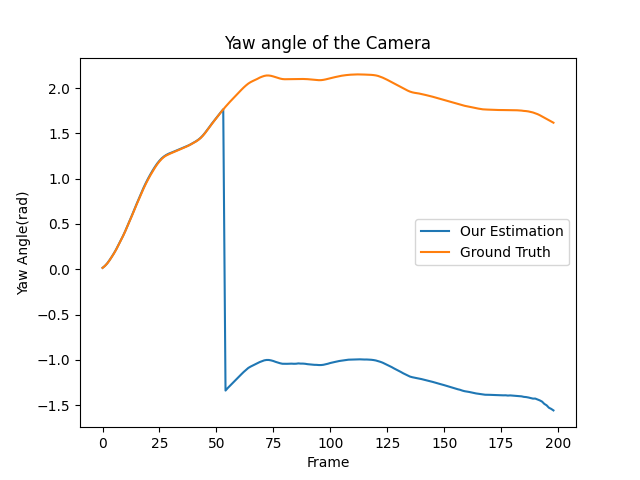 Yaw angle of the Camera
2.0
1.5
1.0
0.5
0.0
−0.5
−1.0
−1.5
Yaw Angle(rad)
Our Estimation
Ground Truth
0 25 50 75 100 125 150 175 200
Frame